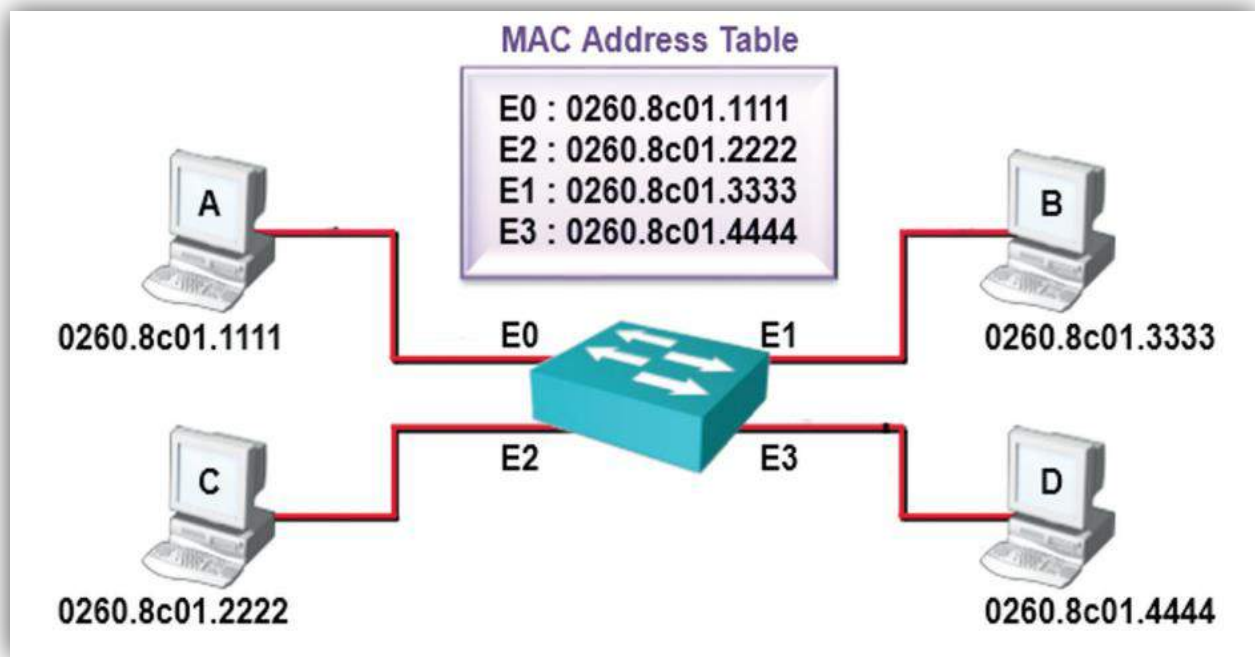 MAC Address Table
E0 : 0260.8c01.1111
E2 : 0260.8c01.2222
E1 : 0260.8c01.3333
E3 : 0260.8c01.4444
A
B
0260.8c01.1111
E0
E1
0260.8c01.3333
C
E2
E3
D
0260.8c01.2222
0260.8c01.4444